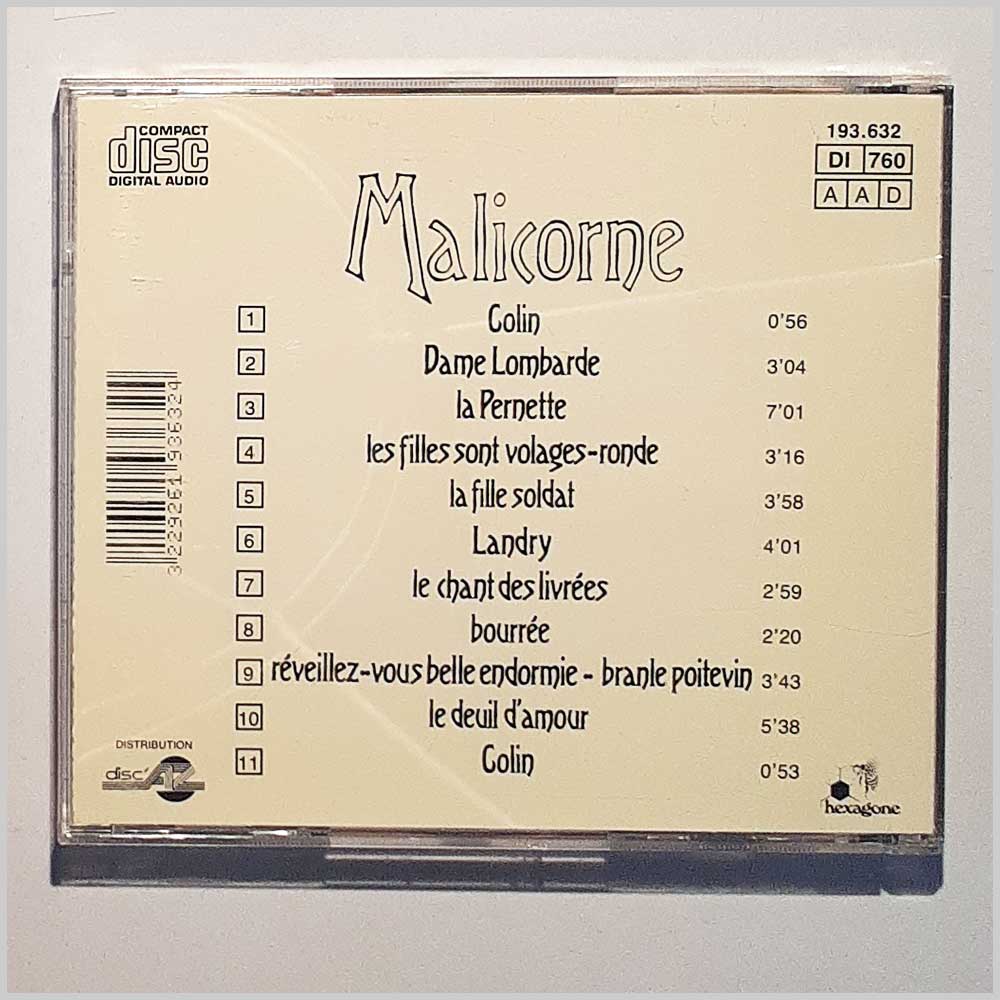 COMPACT
disc
DIGITAL AUDIO
193.632
DI 760
A A D
Malicorne
1 Colin 0'56
2 Dame Lombarde 3'04
3 la Pernette 7'01
4 les filles sont volages-ronde 3'16
5 la fille soldat 3'58
6 Landry 4'01
7 le chant des livrées 2'59
8 bourrée 2'20
9 réveillez-vous belle endormie - branle poitevin 3'43
10 le deuil d'amour 5'38
11 Colin 0'53
3 229261 936324
DISTRIBUTION
disc'AZ
hexagone